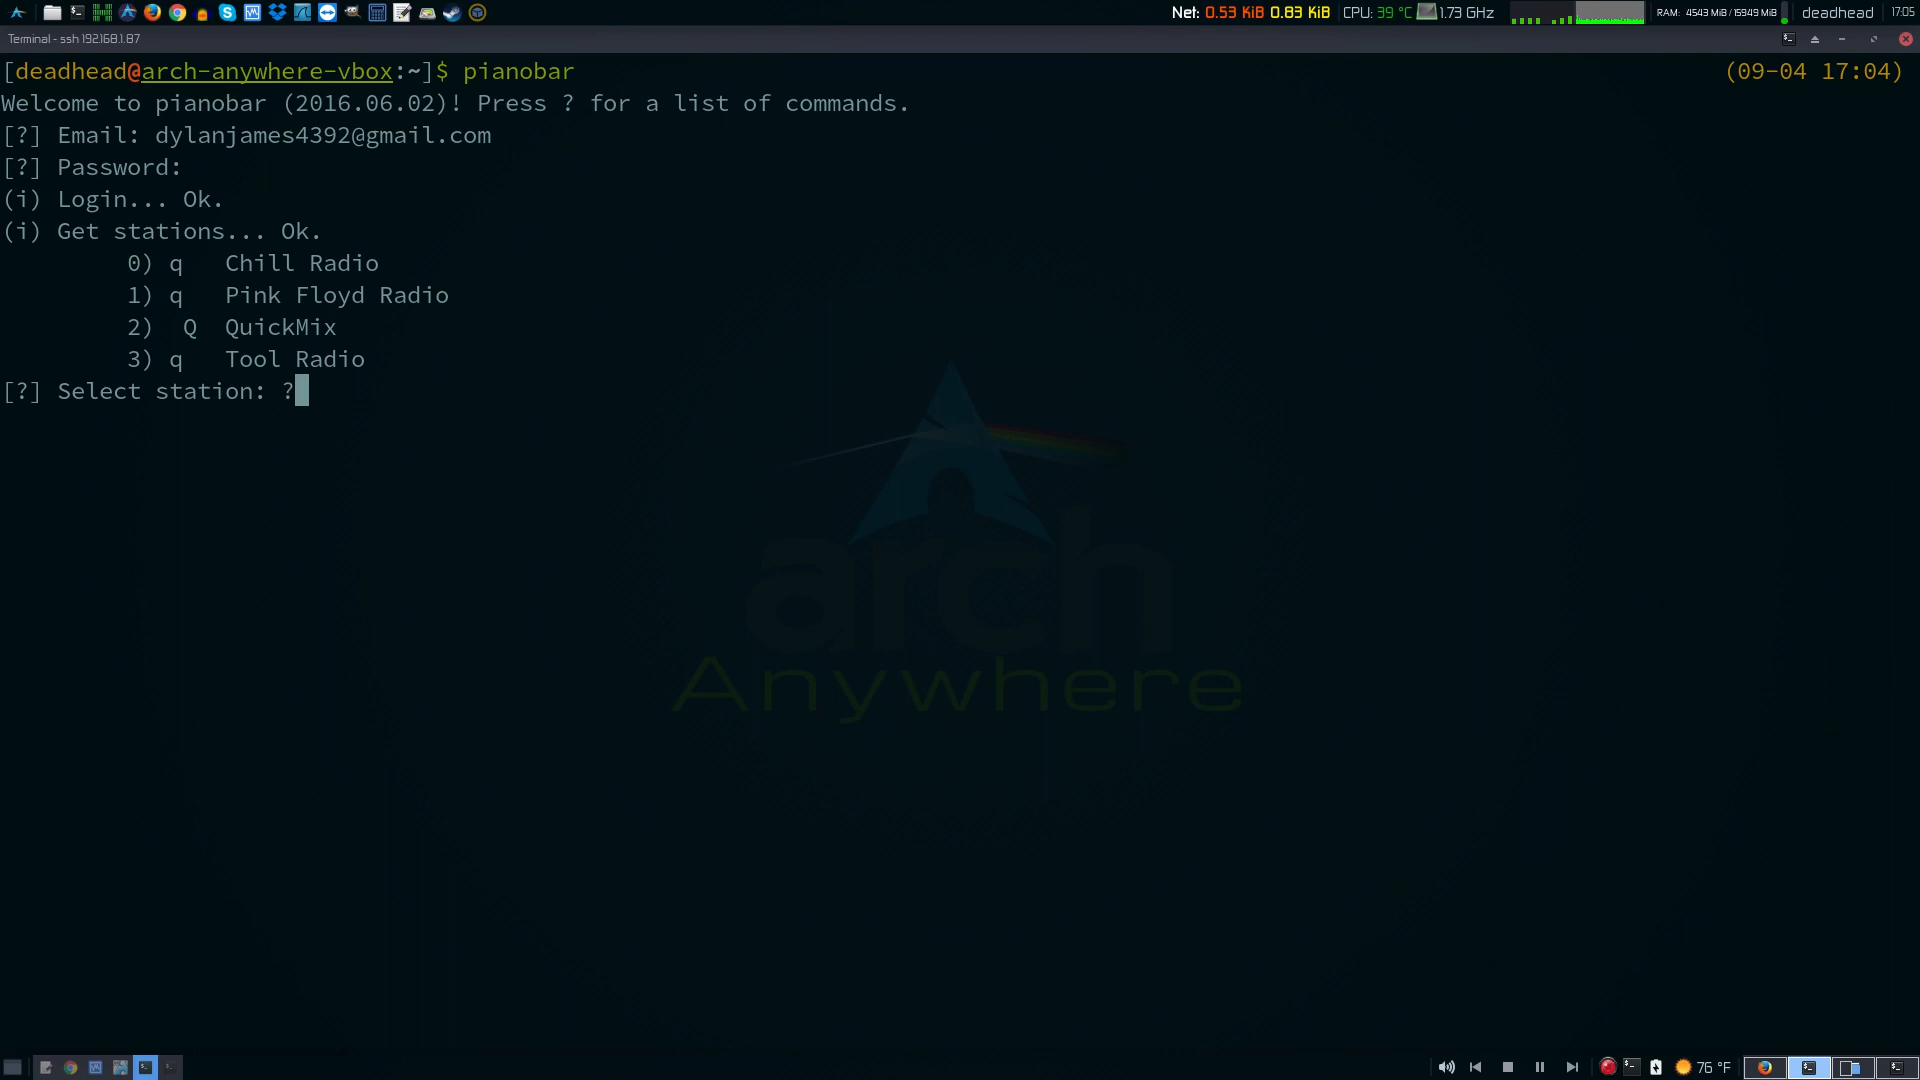 Net: 0.53 KiB 0.83 KiB CPU: 39 °C 1.73 GHz RAM: 4543 MiB / 15949 MiB deadhead 17:05
Terminal - ssh 192.168.1.87
[deadhead@arch-anywhere-vbox:~]$ pianobar (09-04 17:04)
Welcome to pianobar (2016.06.02)! Press ? for a list of commands.
[?] Email: dylanjames4392@gmail.com
[?] Password:
(i) Login... Ok.
(i) Get stations... Ok.
0) q Chill Radio
1) q Pink Floyd Radio
2) Q QuickMix
3) q Tool Radio
[?] Select station: ?
arch
Anywhere
76 °F